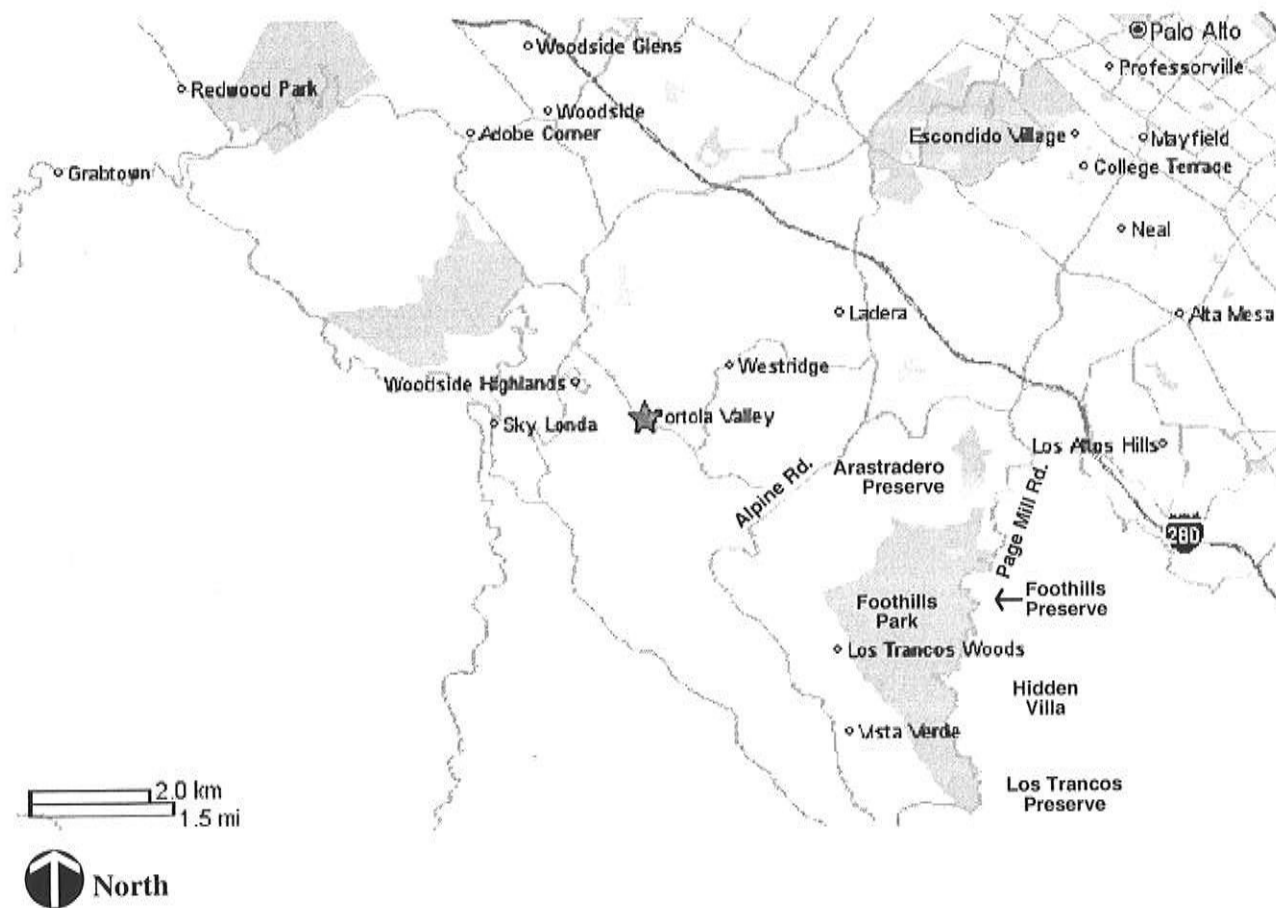 Palo Alto
Woodside Glens
Professorville
Redwood Park
Woodside
Adobe Corner
Escondido Village
Mayfield
Grabtown
College Terrace
Neal
Ladera
Alta Mesa
Westridge
Woodside Highlands
Portola Valley
Sky Londa
Los Altos Hills
Arastradero
Preserve
Alpine Rd.
Page Mill Rd.
280
Foothills
Preserve
Foothills
Park
Los Trancos Woods
Hidden
Villa
Vista Verde
Los Trancos
Preserve
2.0 km
1.5 mi
North